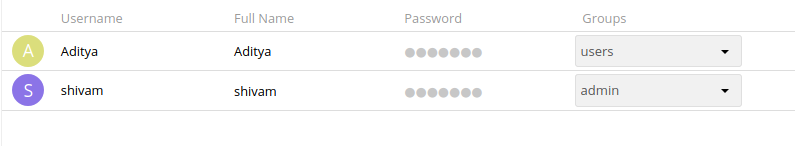 Username Full Name Password Groups
A Aditya Aditya ●●●●●●● users
S shivam shivam ●●●●●●● admin